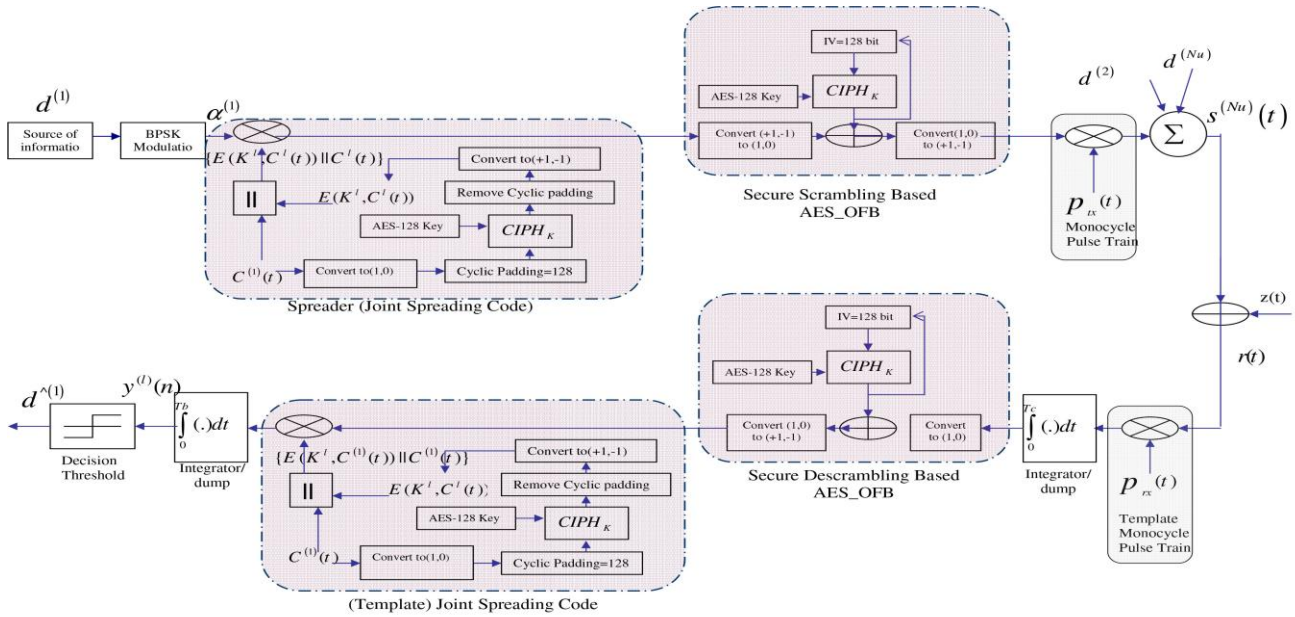 d^(1)
Source of
informatio
BPSK
Modulatio
α^(1)
{E(K^l,C^l(t))||C^l(t)}
||
E(K^l,C^l(t))
C^(1)(t)
Convert to(+1,-1)
Remove Cyclic padding
AES-128 Key
CIPH_K
Convert to(1,0)
Cyclic Padding=128
Spreader (Joint Spreading Code)
IV=128 bit
AES-128 Key
CIPH_K
Convert (+1,-1)
to (1,0)
Convert(1,0)
to (+1,-1)
Secure Scrambling Based
AES_OFB
d^(2)
d^(Nu)
Σ
s^(Nu)(t)
p_tx(t)
Monocycle
Pulse Train
z(t)
r(t)
p_rx(t)
Template
Monocycle
Pulse Train
∫_0^Tc (.)dt
Integrator/
dump
IV=128 bit
AES-128 Key
CIPH_K
Convert (1,0)
to (+1,-1)
Convert
to (1,0)
Secure Descrambling Based
AES_OFB
{E(K^l,C^(1)(t))||C^(1)(t)}
||
E(K^l,C^l(t))
C^(1)(t)
Convert to(+1,-1)
Remove Cyclic padding
AES-128 Key
CIPH_K
Convert to(1,0)
Cyclic Padding=128
(Template) Joint Spreading Code
∫_0^Tb (.)dt
Integrator/
dump
y^(l)(n)
Decision
Threshold
d^^(1)